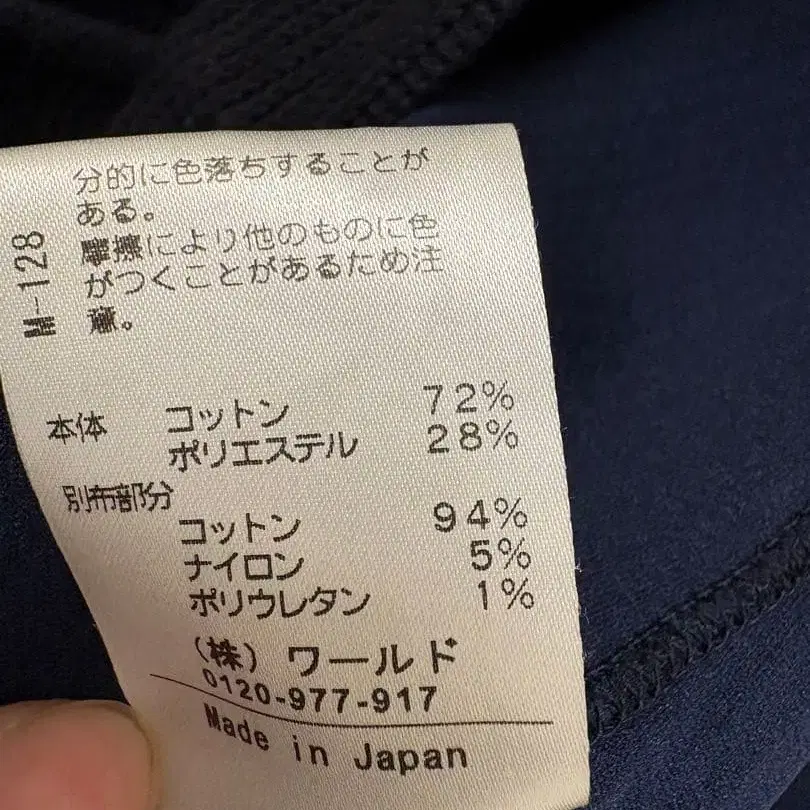 分的に色落ちすることが
ある。
摩擦により他のものに色
がつくことがあるため注
意。
M-128
本体 コットン 72%
ポリエステル 28%
別布部分
コットン 94%
ナイロン 5%
ポリウレタン 1%
(株) ワールド
0120-977-917
Made in Japan